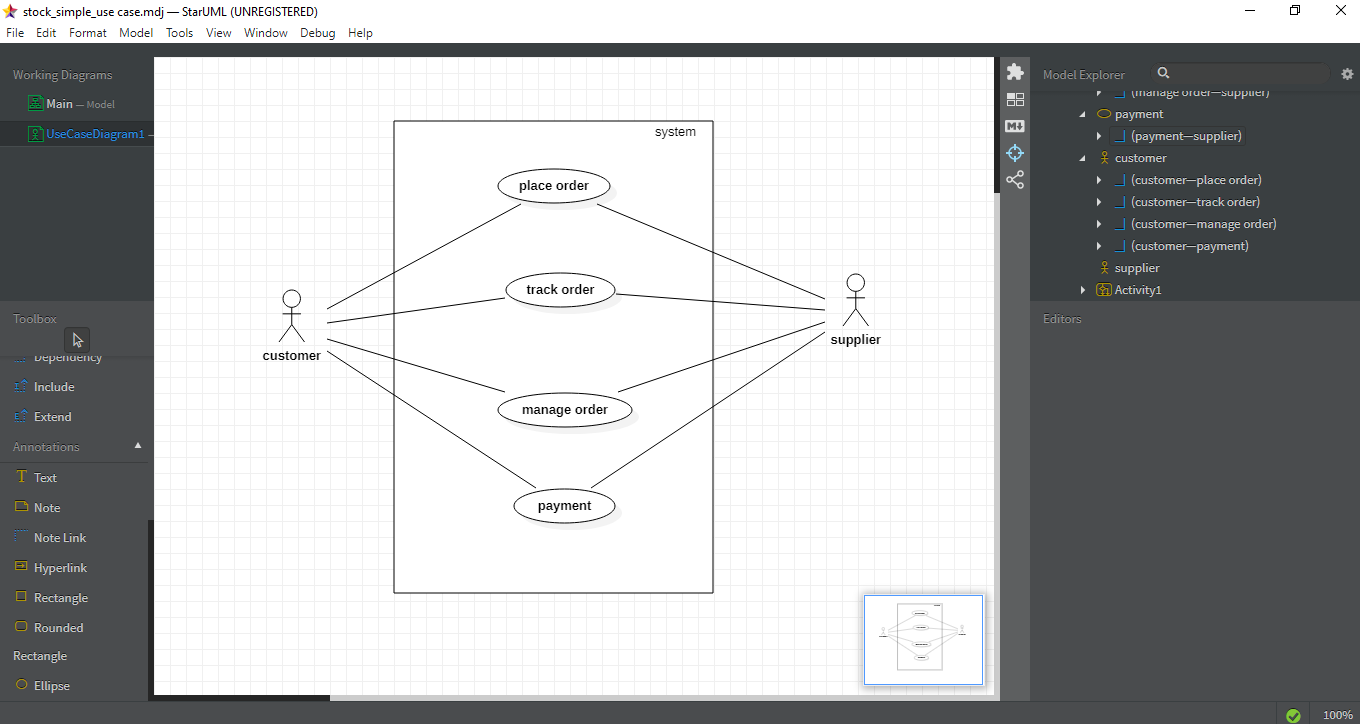 stock_simple_use case.mdj — StarUML (UNREGISTERED)
File Edit Format Model Tools View Window Debug Help
Working Diagrams
Main — Model
UseCaseDiagram1 —
Toolbox
Dependency
Include
Extend
Annotations
Text
Note
Note Link
Hyperlink
Rectangle
Rounded
Rectangle
Ellipse
system
place order
track order
manage order
payment
customer
supplier
Model Explorer
(manage order—supplier)
payment
(payment—supplier)
customer
(customer—place order)
(customer—track order)
(customer—manage order)
(customer—payment)
supplier
Activity1
Editors
100%